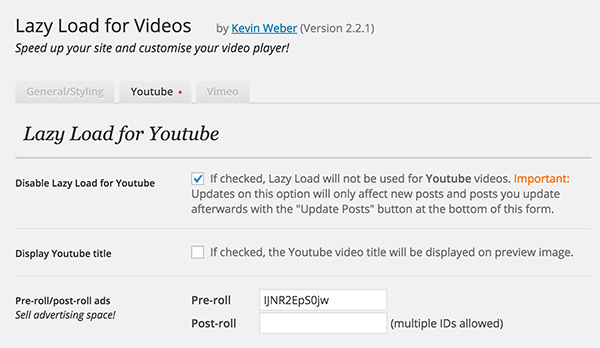 Lazy Load for Videos by Kevin Weber (Version 2.2.1)
Speed up your site and customise your video player!
General/Styling Youtube • Vimeo
Lazy Load for Youtube
Disable Lazy Load for Youtube If checked, Lazy Load will not be used for Youtube videos. Important:
Updates on this option will only affect new posts and posts you update
afterwards with the "Update Posts" button at the bottom of this form.
Display Youtube title If checked, the Youtube video title will be displayed on preview image.
Pre-roll/post-roll ads Pre-roll IJNR2EpS0jw
Sell advertising space!
Post-roll (multiple IDs allowed)